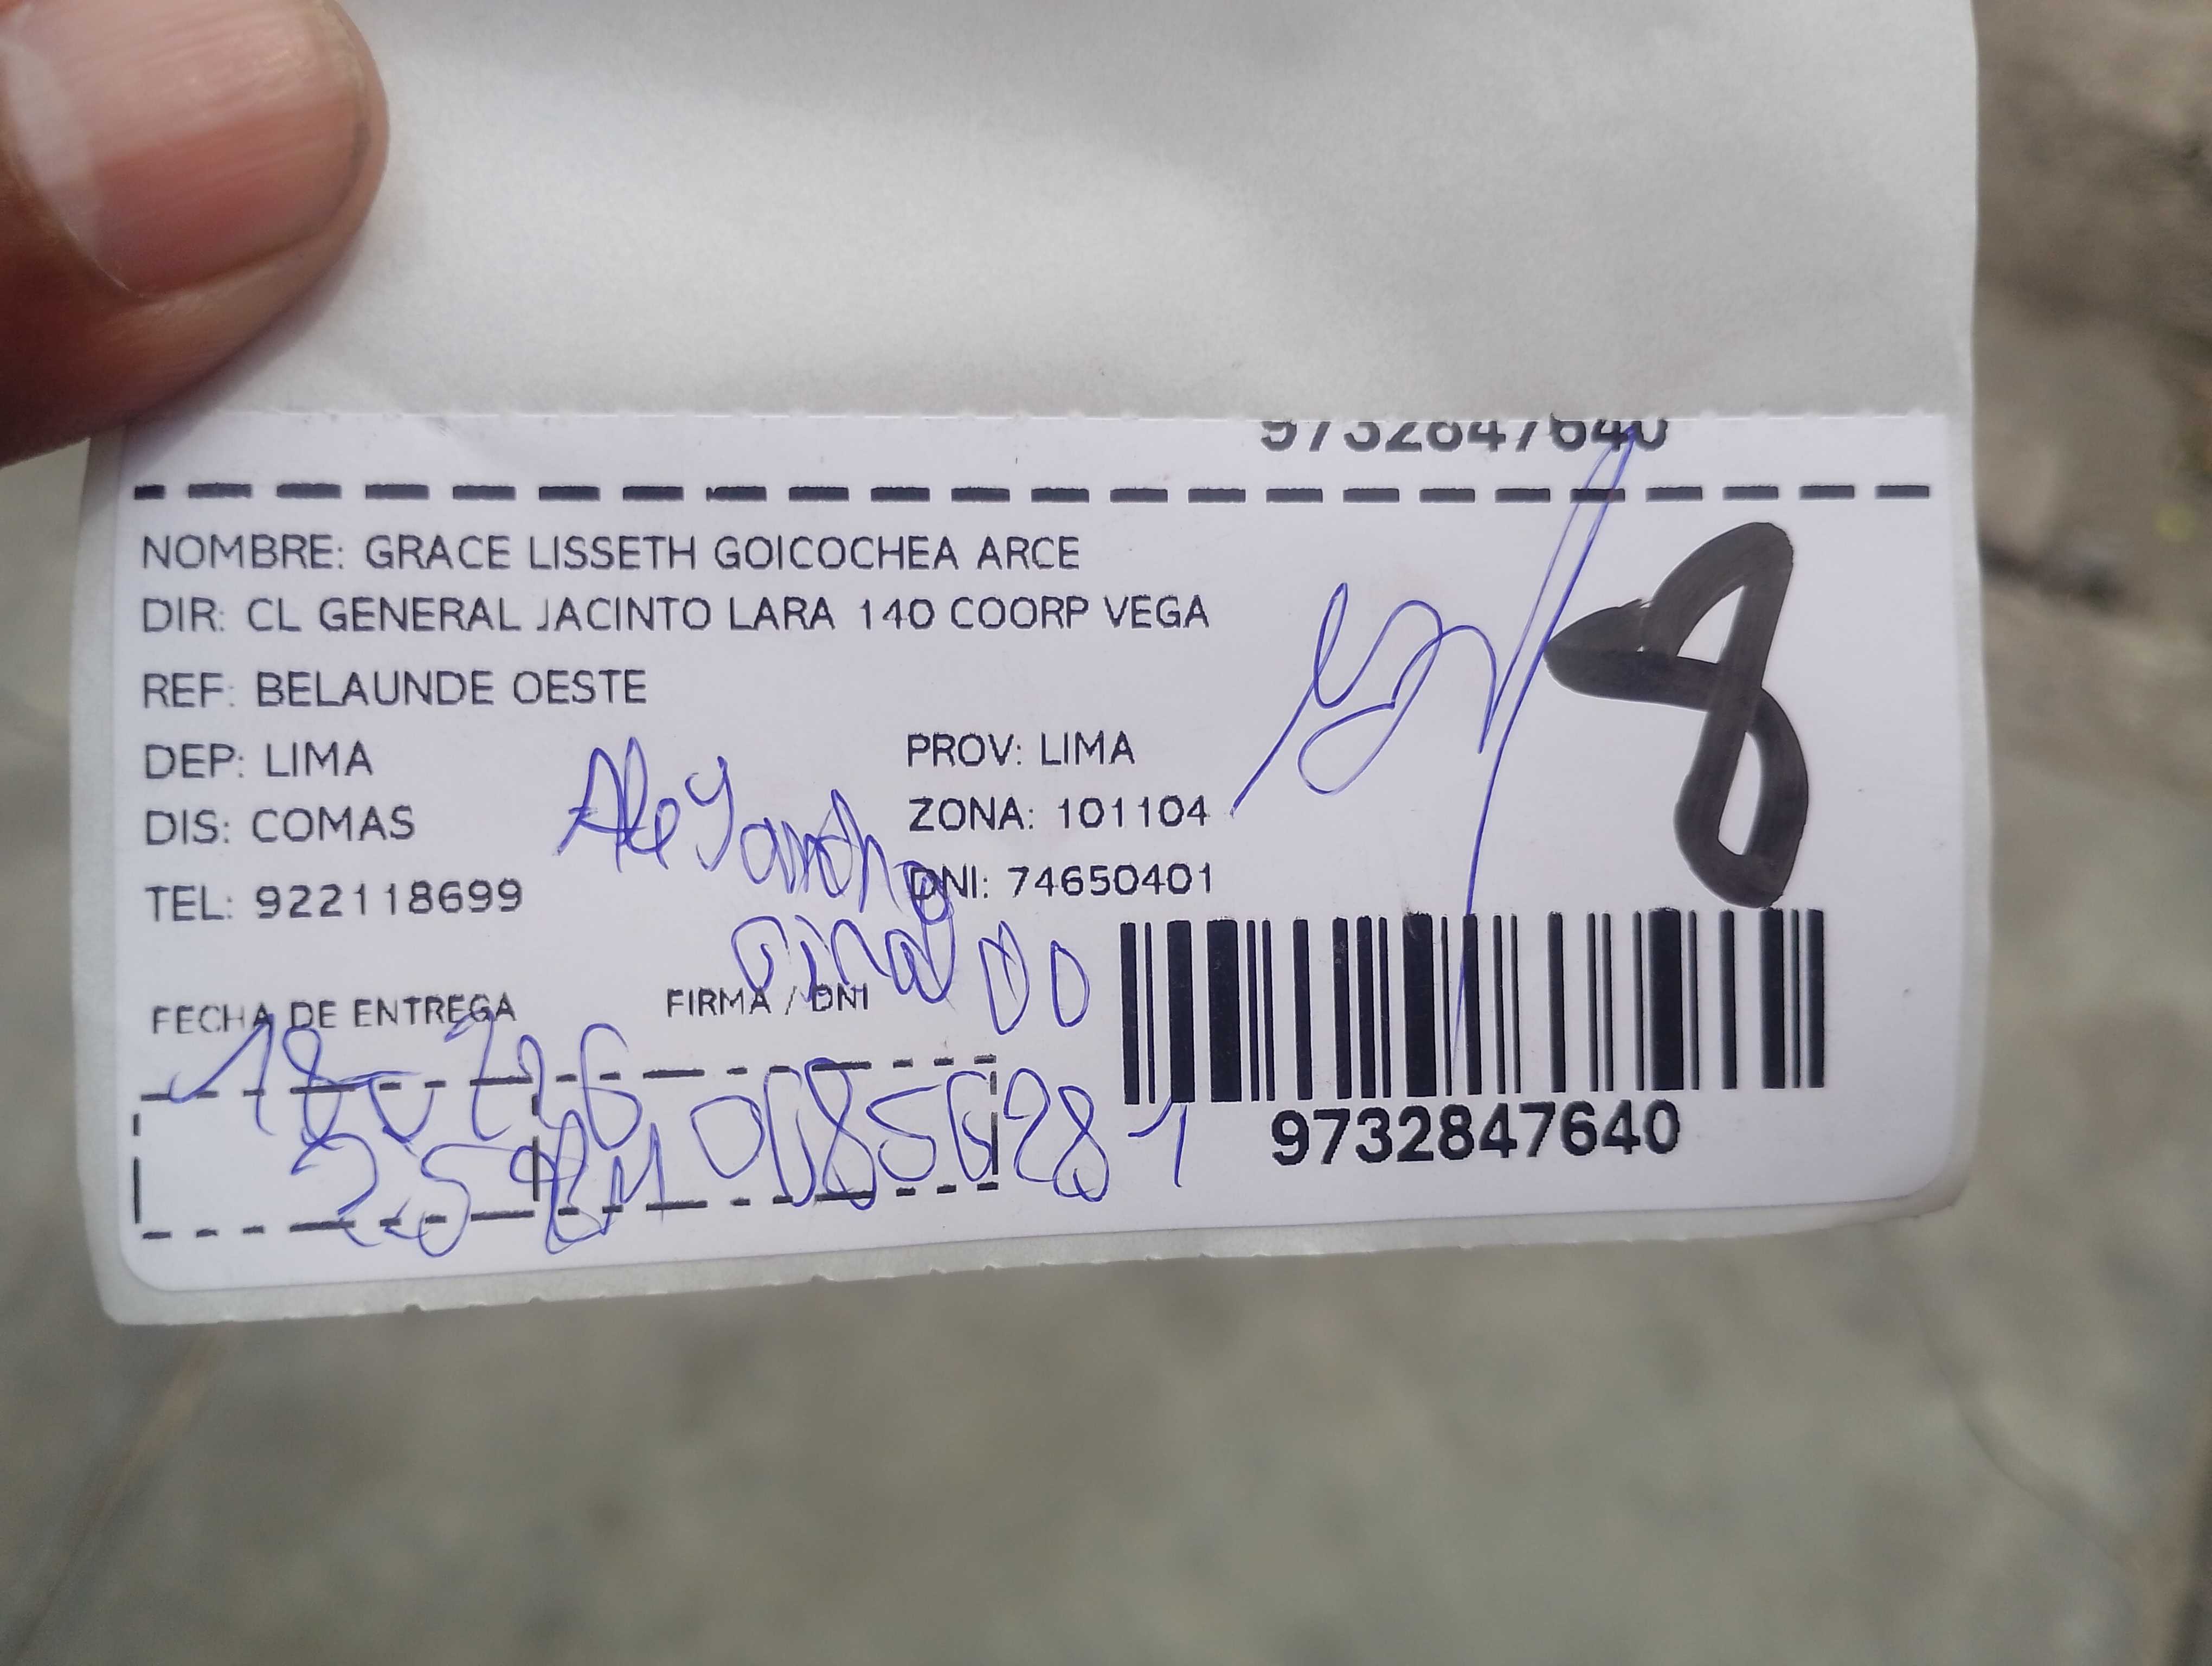 9732847640
NOMBRE: GRACE LISSETH GOICOCHEA ARCE
DIR: CL GENERAL JACINTO LARA 140 COORP VEGA
REF: BELAUNDE OESTE
DEP: LIMA
PROV: LIMA
DIS: COMAS
ZONA: 101104
TEL: 922118699
DNI: 74650401
8
FECHA DE ENTREGA
FIRMA / DNI
9732847640